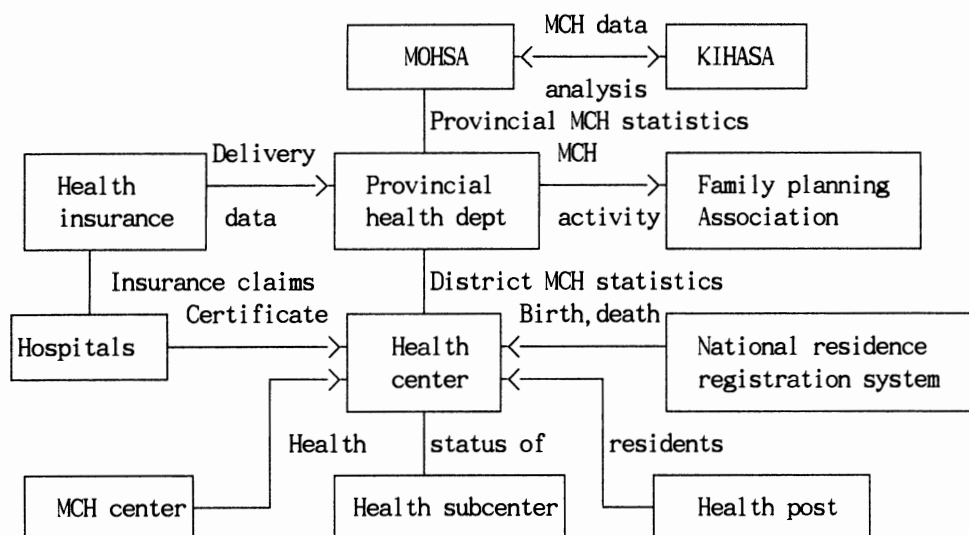 MCH data
MOHSA
KIHASA
analysis
Provincial MCH statistics
Delivery
MCH
Health
insurance
Provincial
health dept
Family planning
Association
data
activity
Insurance claims
District MCH statistics
Certificate
Birth, death
Hospitals
Health
center
National residence
registration system
Health
status of
residents
MCH center
Health subcenter
Health post